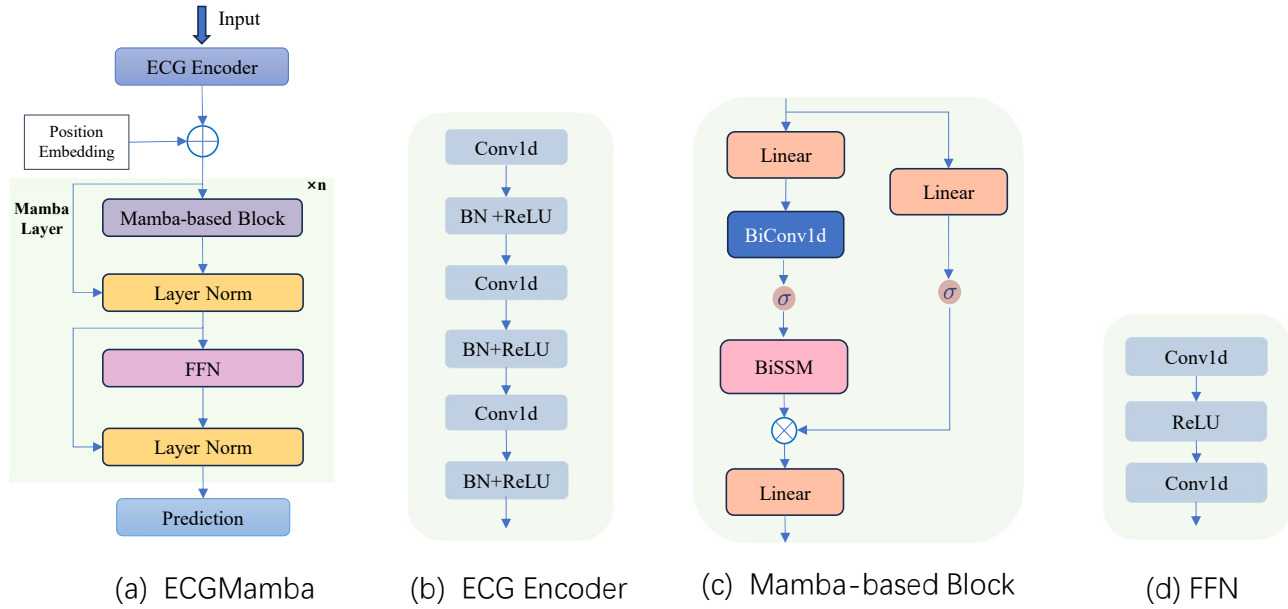 Input
ECG Encoder
Position
Embedding
×n
Mamba
Layer
Mamba-based Block
Layer Norm
FFN
Layer Norm
Prediction
(a) ECGMamba
Conv1d
BN +ReLU
Conv1d
BN+ReLU
Conv1d
BN+ReLU
(b) ECG Encoder
Linear
Linear
BiConv1d
σ
σ
BiSSM
Linear
(c) Mamba-based Block
Conv1d
ReLU
Conv1d
(d) FFN